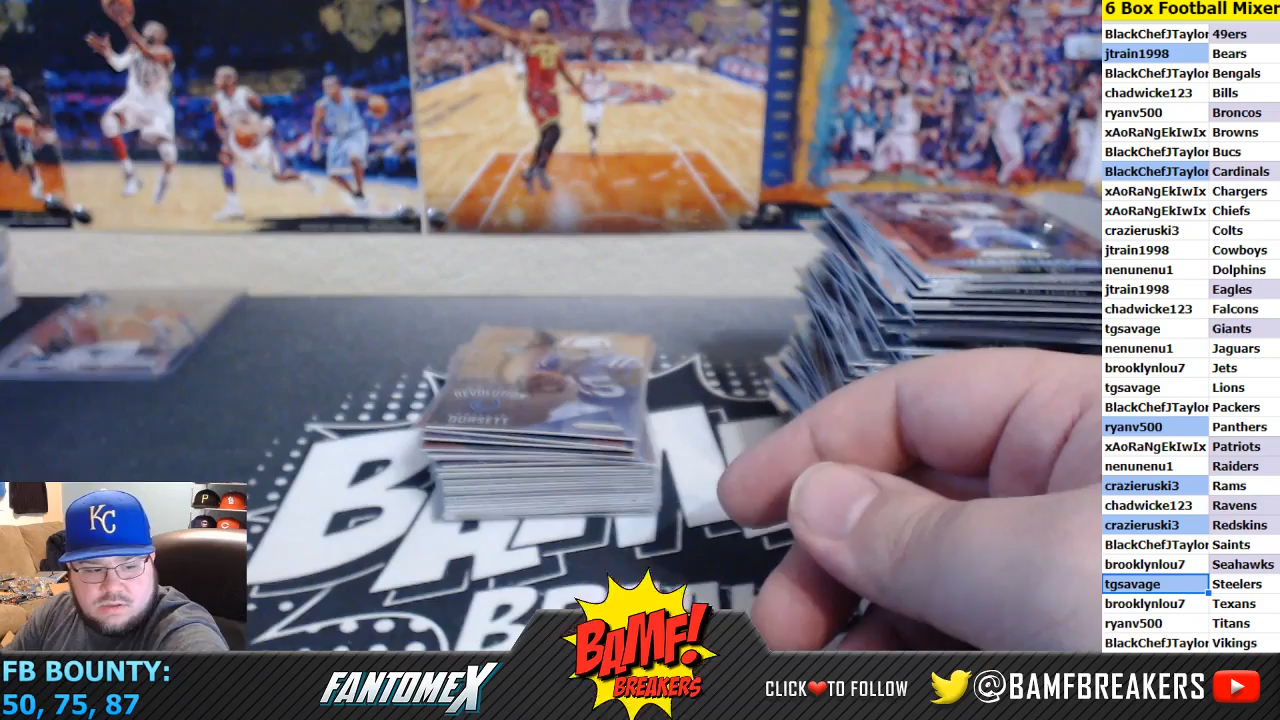 6 Box Football Mixer
BlackChefJTaylor 49ers
jtrain1998 Bears
BlackChefJTaylor Bengals
chadwicke123 Bills
ryanv500 Broncos
xAoRaNgEkIwIx Browns
BlackChefJTaylor Bucs
BlackChefJTaylor Cardinals
xAoRaNgEkIwIx Chargers
xAoRaNgEkIwIx Chiefs
crazieruski3 Colts
jtrain1998 Cowboys
nenunenu1 Dolphins
jtrain1998 Eagles
chadwicke123 Falcons
tgsavage Giants
nenunenu1 Jaguars
brooklynlou7 Jets
tgsavage Lions
BlackChefJTaylor Packers
ryanv500 Panthers
xAoRaNgEkIwIx Patriots
nenunenu1 Raiders
crazieruski3 Rams
chadwicke123 Ravens
crazieruski3 Redskins
BlackChefJTaylor Saints
brooklynlou7 Seahawks
tgsavage Steelers
brooklynlou7 Texans
ryanv500 Titans
BlackChefJTaylor Vikings
DORSETT
KC
P
BAMF
FB BOUNTY:
50, 75, 87
FANTOMEX
BAMF!
BREAKERS
CLICK TO FOLLOW
@BAMFBREAKERS